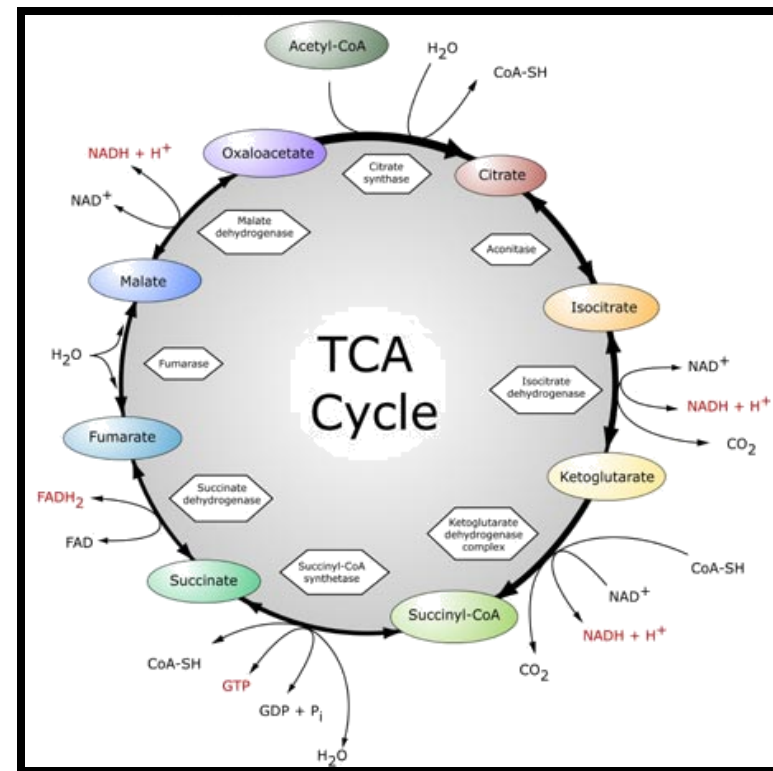 Acetyl-CoA
H₂O
CoA-SH
Oxaloacetate
Citrate
synthase
Citrate
NADH + H⁺
NAD⁺
Malate
dehydrogenase
Aconitase
Malate
Isocitrate
TCA
Cycle
H₂O
Fumarase
Isocitrate
dehydrogenase
NAD⁺
NADH + H⁺
CO₂
Fumarate
Ketoglutarate
FADH₂
FAD
Succinate
dehydrogenase
Ketoglutarate
dehydrogenase
complex
Succinate
Succinyl-CoA
synthetase
Succinyl-CoA
CoA-SH
NAD⁺
NADH + H⁺
CO₂
CoA-SH
GTP
GDP + Pᵢ
H₂O